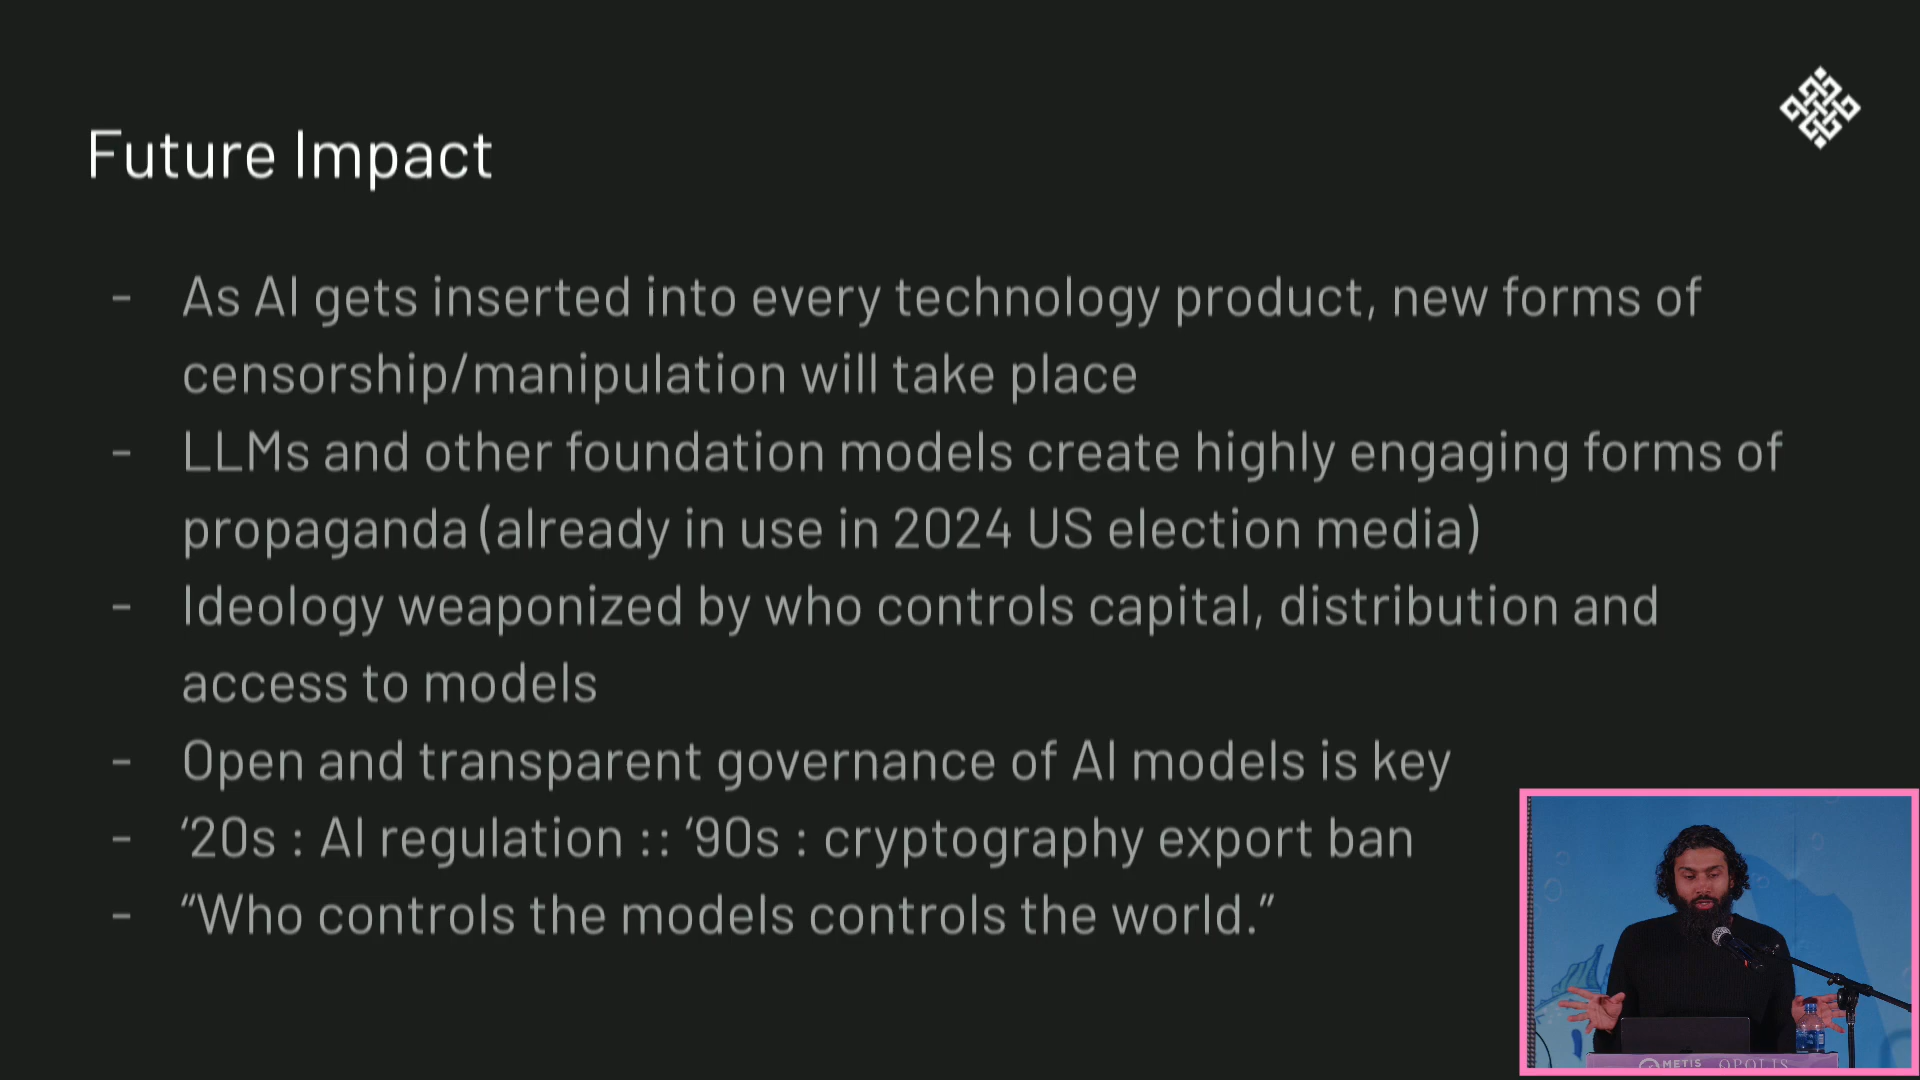 Future Impact
- As AI gets inserted into every technology product, new forms of
censorship/manipulation will take place
- LLMs and other foundation models create highly engaging forms of
propaganda (already in use in 2024 US election media)
- Ideology weaponized by who controls capital, distribution and
access to models
- Open and transparent governance of AI models is key
- ‘20s : AI regulation :: ‘90s : cryptography export ban
- “Who controls the models controls the world.”
METIS OPOLIS